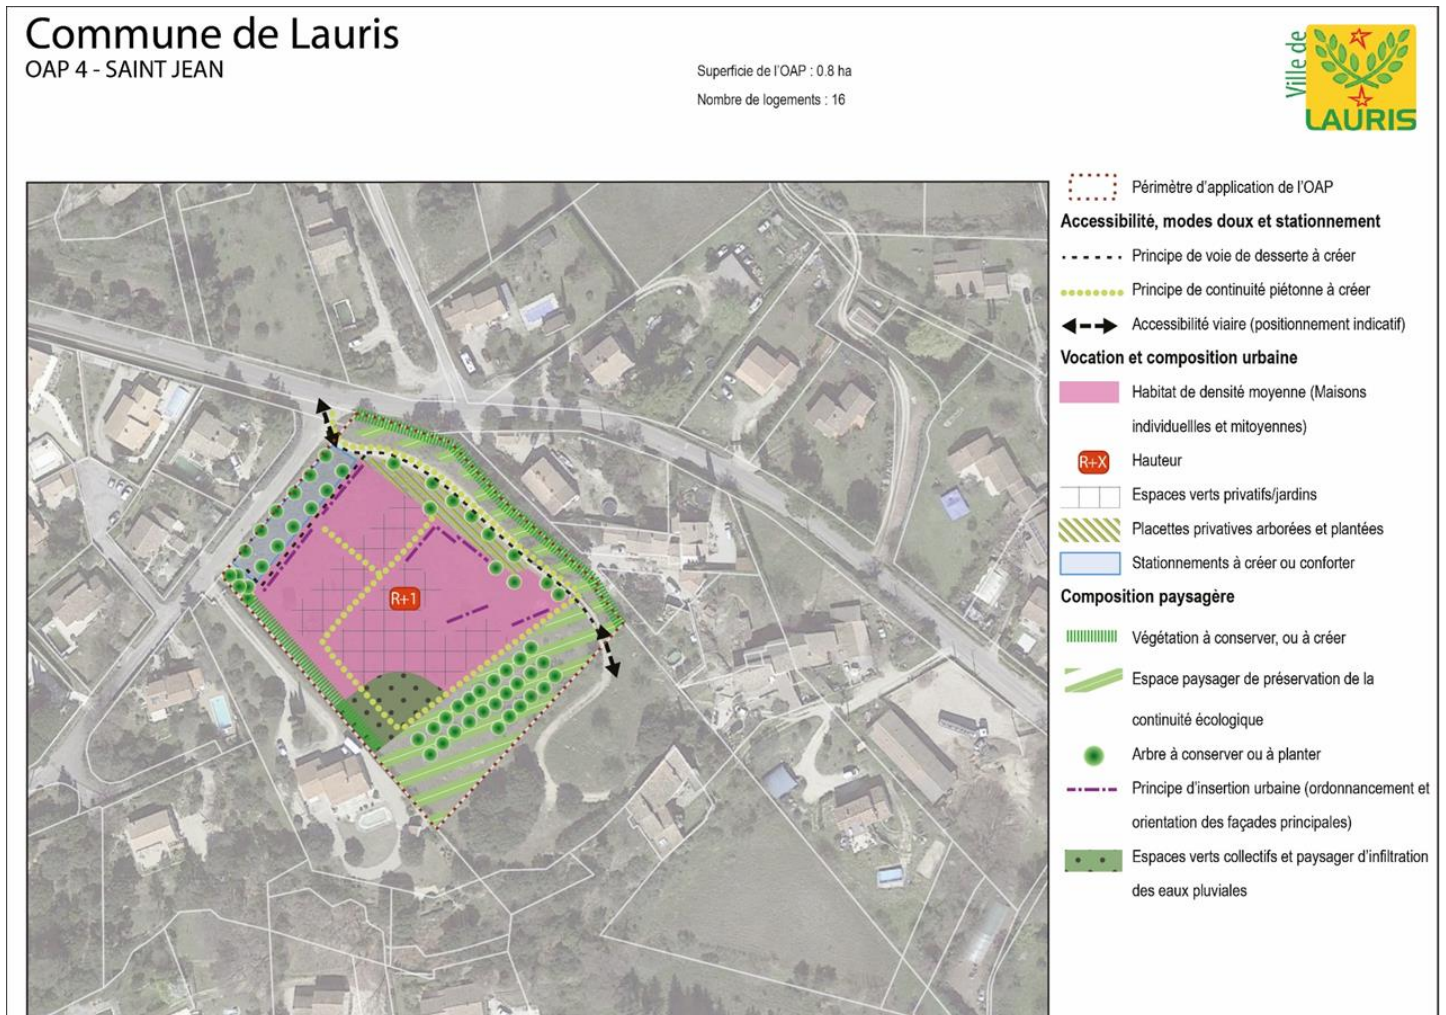 Commune de Lauris
OAP 4 - SAINT JEAN
Superficie de l'OAP : 0.8 ha
Nombre de logements : 16
Ville de
LAURIS
Périmètre d'application de l'OAP
Accessibilité, modes doux et stationnement
Principe de voie de desserte à créer
Principe de continuité piétonne à créer
Accessibilité viaire (positionnement indicatif)
Vocation et composition urbaine
Habitat de densité moyenne (Maisons
individuellles et mitoyennes)
R+X Hauteur
Espaces verts privatifs/jardins
Placettes privatives arborées et plantées
Stationnements à créer ou conforter
Composition paysagère
Végétation à conserver, ou à créer
Espace paysager de préservation de la
continuité écologique
Arbre à conserver ou à planter
Principe d'insertion urbaine (ordonnancement et
orientation des façades principales)
Espaces verts collectifs et paysager d'infiltration
des eaux pluviales
R+1